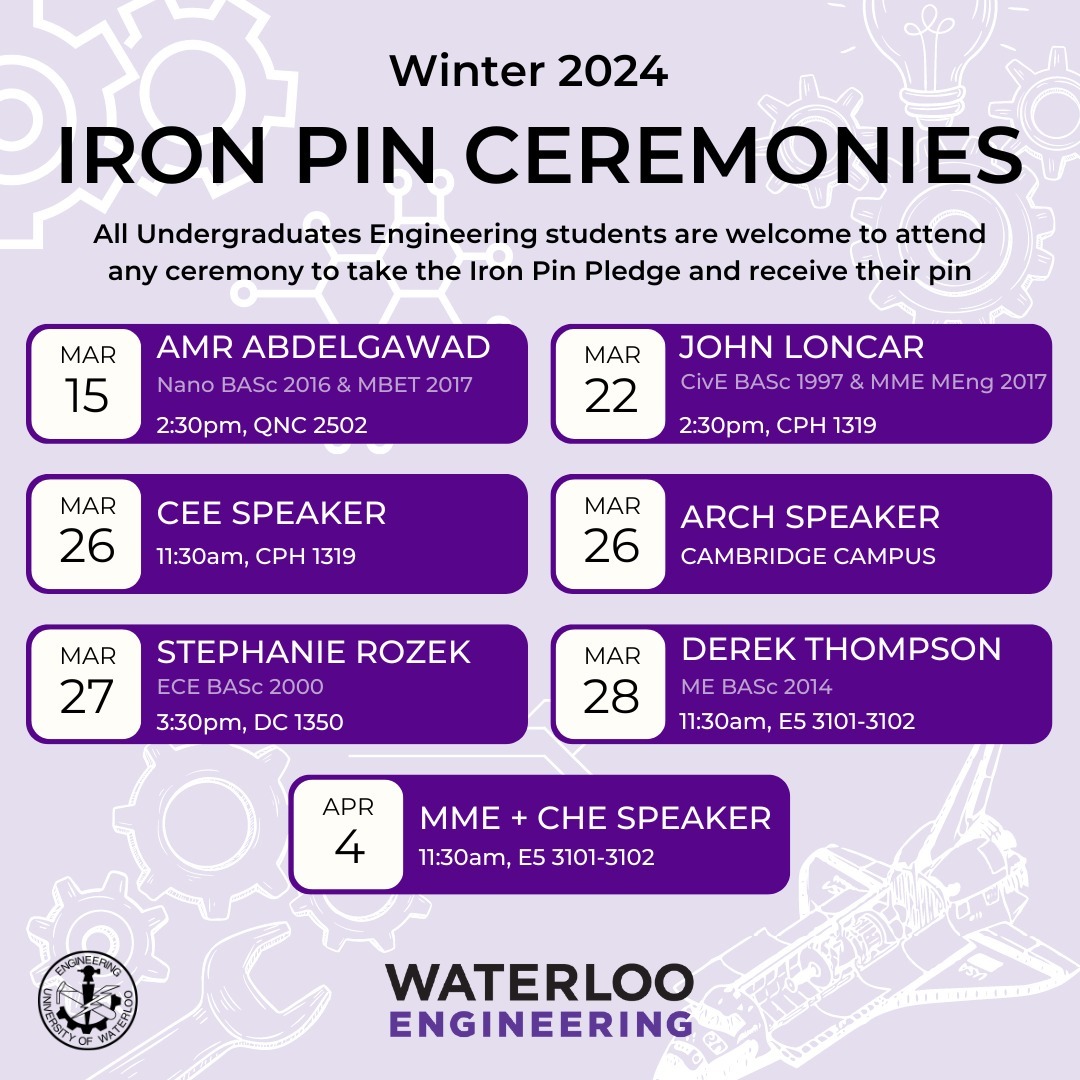 Winter 2024
IRON PIN CEREMONIES
All Undergraduates Engineering students are welcome to attend
any ceremony to take the Iron Pin Pledge and receive their pin
MAR
15
AMR ABDELGAWAD
Nano BASc 2016 & MBET 2017
2:30pm, QNC 2502
MAR
22
JOHN LONCAR
CivE BASc 1997 & MME MEng 2017
2:30pm, CPH 1319
MAR
26
CEE SPEAKER
11:30am, CPH 1319
MAR
26
ARCH SPEAKER
CAMBRIDGE CAMPUS
MAR
27
STEPHANIE ROZEK
ECE BASc 2000
3:30pm, DC 1350
MAR
28
DEREK THOMPSON
ME BASc 2014
11:30am, E5 3101-3102
APR
4
MME + CHE SPEAKER
11:30am, E5 3101-3102
ENGINEERING
UNIVERSITY OF WATERLOO
WATERLOO
ENGINEERING